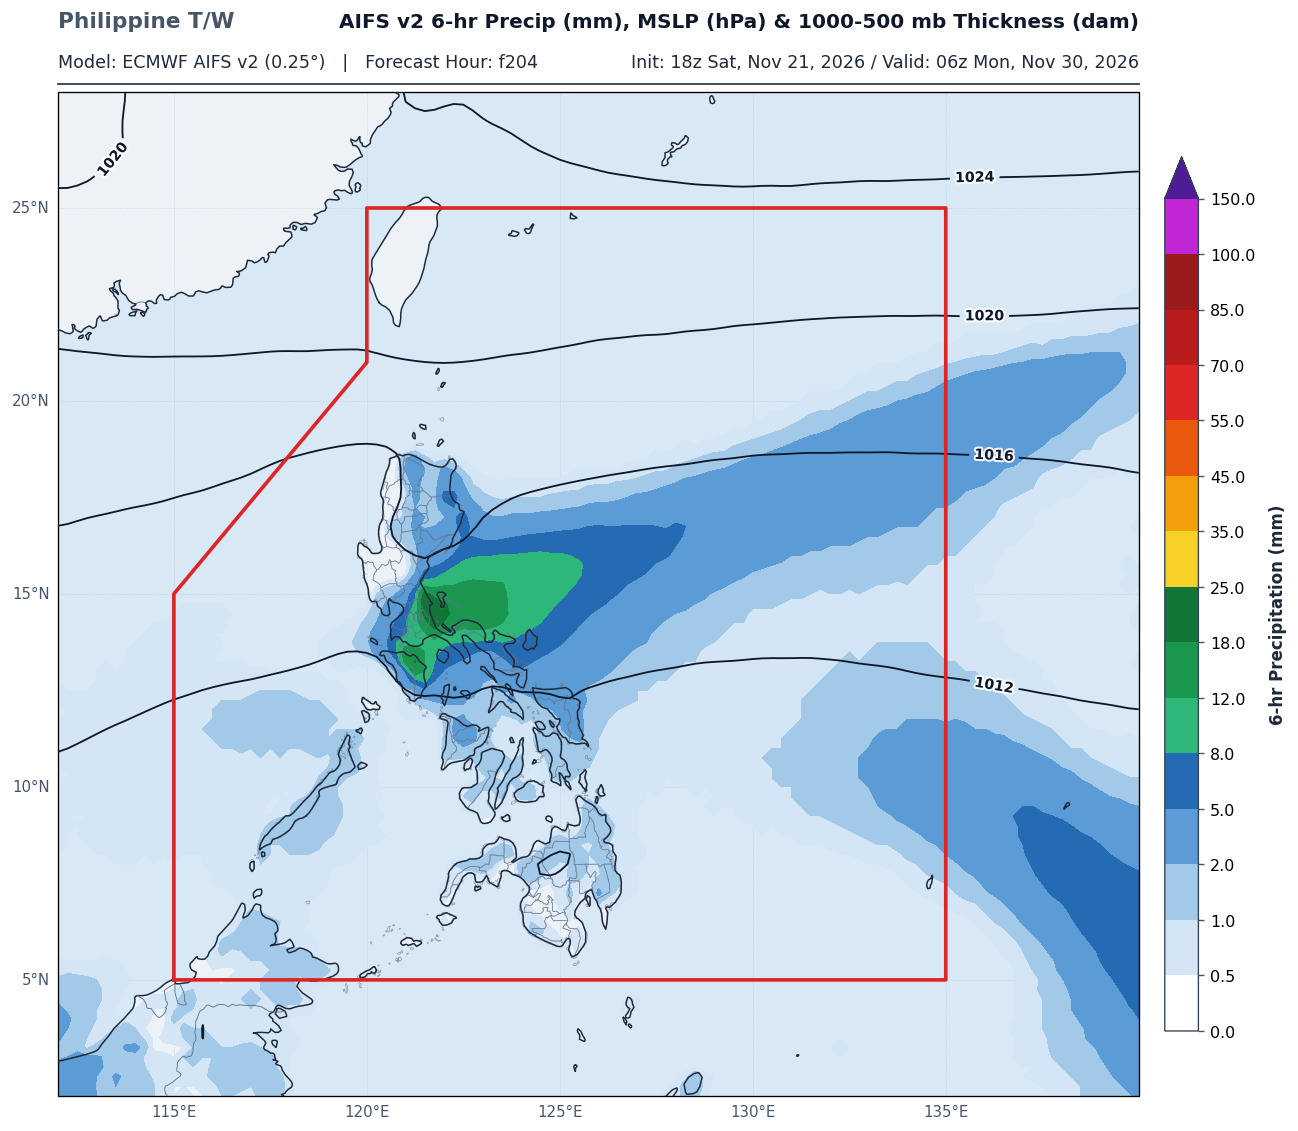 Philippine T/W
AIFS v2 6-hr Precip (mm), MSLP (hPa) & 1000-500 mb Thickness (dam)
Model: ECMWF AIFS v2 (0.25°) | Forecast Hour: f204
Init: 18z Sat, Nov 21, 2026 / Valid: 06z Mon, Nov 30, 2026
1020
1024
1020
1016
1012
25°N
20°N
15°N
10°N
5°N
115°E
120°E
125°E
130°E
135°E
150.0
100.0
85.0
70.0
55.0
45.0
35.0
25.0
18.0
12.0
8.0
5.0
2.0
1.0
0.5
0.0
6-hr Precipitation (mm)